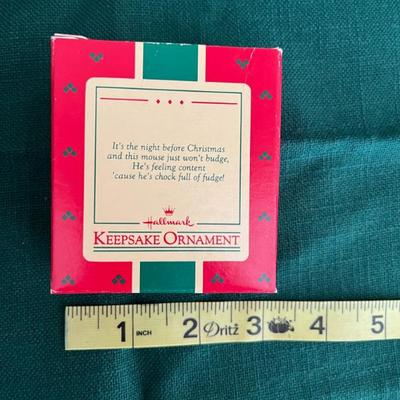 It's the night before Christmas
and this mouse just won't budge,
He's feeling content
'cause he's chock full of fudge!
Hallmark
KEEPSAKE ORNAMENT
1 INCH 2 Dritz 3 4 5